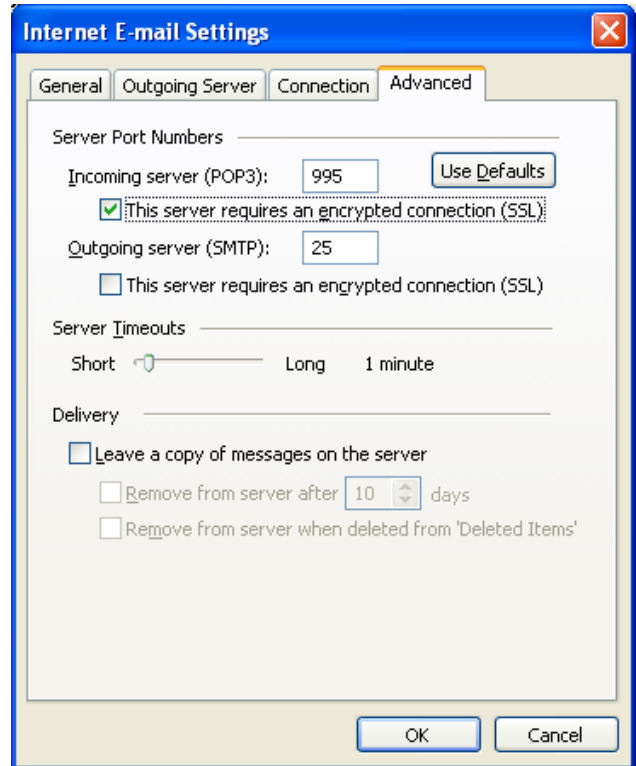 Internet E-mail Settings
General Outgoing Server Connection Advanced
Server Port Numbers
Incoming server (POP3): 995 Use Defaults
This server requires an encrypted connection (SSL)
Outgoing server (SMTP): 25
This server requires an encrypted connection (SSL)
Server Timeouts
Short Long 1 minute
Delivery
Leave a copy of messages on the server
Remove from server after 10 days
Remove from server when deleted from 'Deleted Items'
OK Cancel